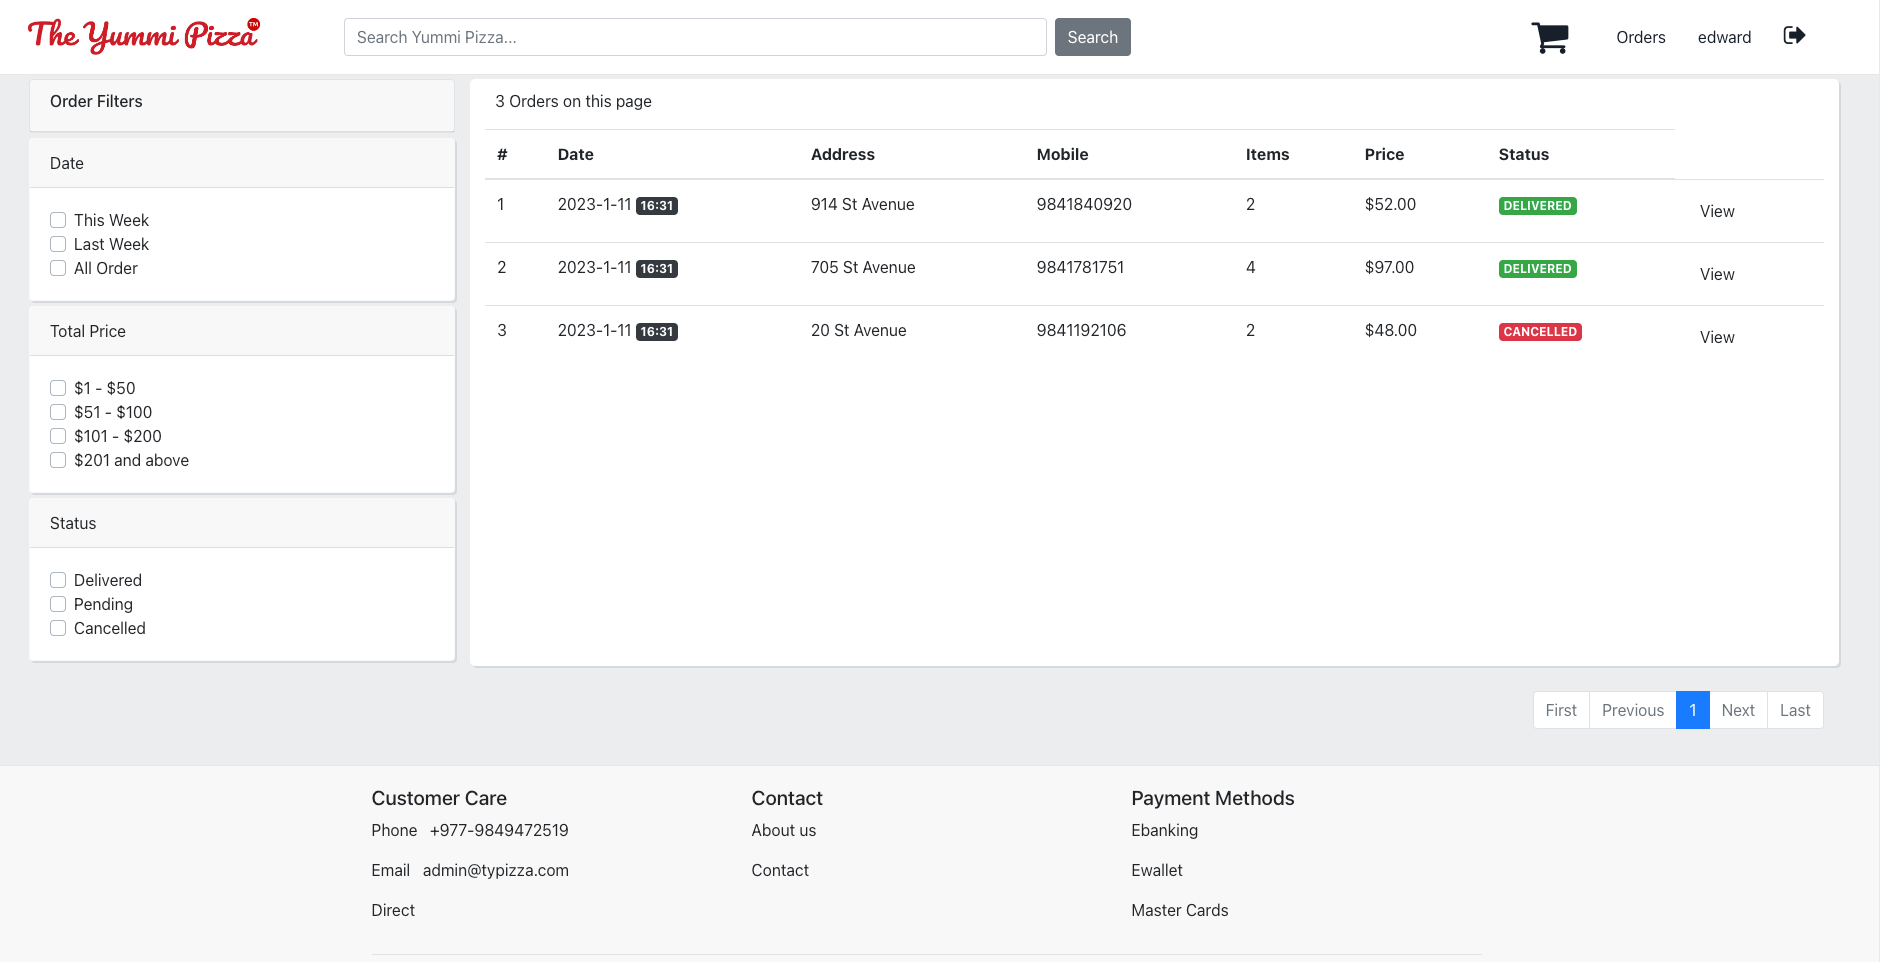 The Yummi Pizza TM
Search Yummi Pizza...
Search
Orders
edward
Order Filters
Date
This Week
Last Week
All Order
Total Price
$1 - $50
$51 - $100
$101 - $200
$201 and above
Status
Delivered
Pending
Cancelled
3 Orders on this page
# Date Address Mobile Items Price Status
1 2023-1-11 16:31 914 St Avenue 9841840920 2 $52.00 DELIVERED View
2 2023-1-11 16:31 705 St Avenue 9841781751 4 $97.00 DELIVERED View
3 2023-1-11 16:31 20 St Avenue 9841192106 2 $48.00 CANCELLED View
First Previous 1 Next Last
Customer Care
Phone +977-9849472519
Email admin@typizza.com
Direct
Contact
About us
Contact
Payment Methods
Ebanking
Ewallet
Master Cards